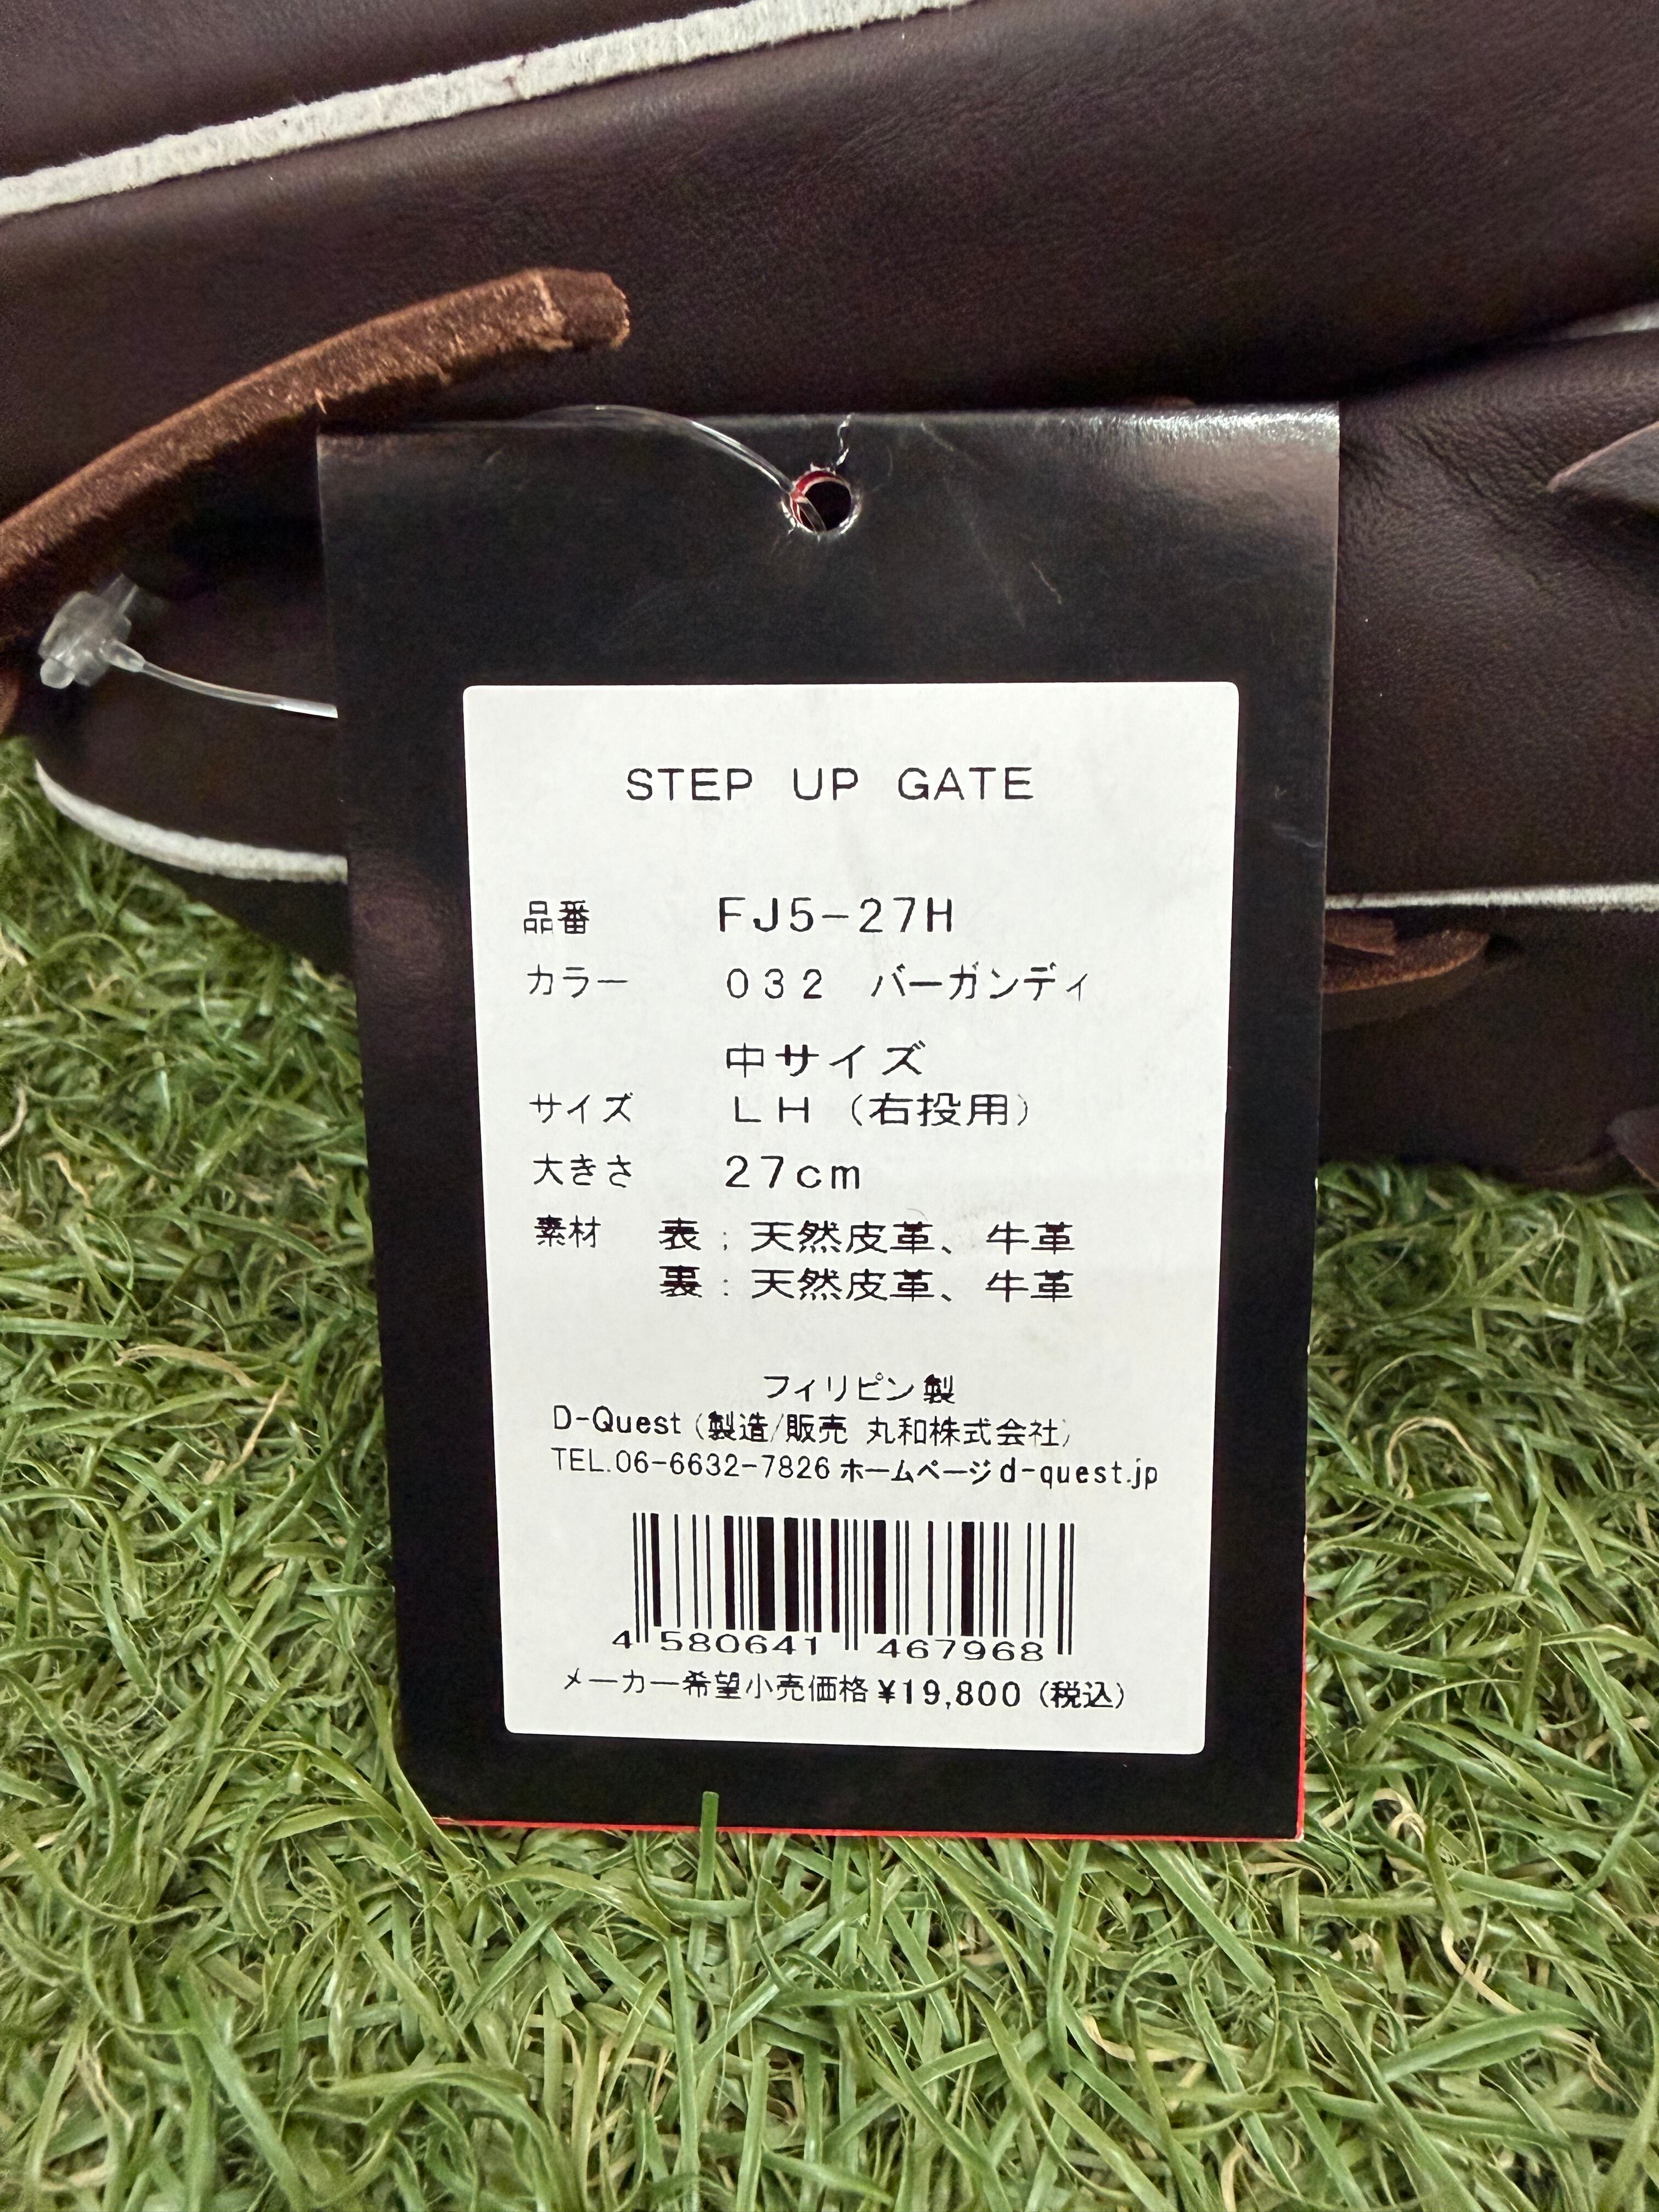 STEP UP GATE
品番 FJ5-27H
カラー 032 バーガンディ
中サイズ
サイズ LH (右投用)
大きさ 27cm
素材 表:天然皮革、牛革
裏:天然皮革、牛革
フィリピン製
D-Quest (製造/販売 丸和株式会社)
TEL.06-6632-7826 ホームページ d-quest.jp
4 580641 467968
メーカー希望小売価格 ¥19,800 (税込)